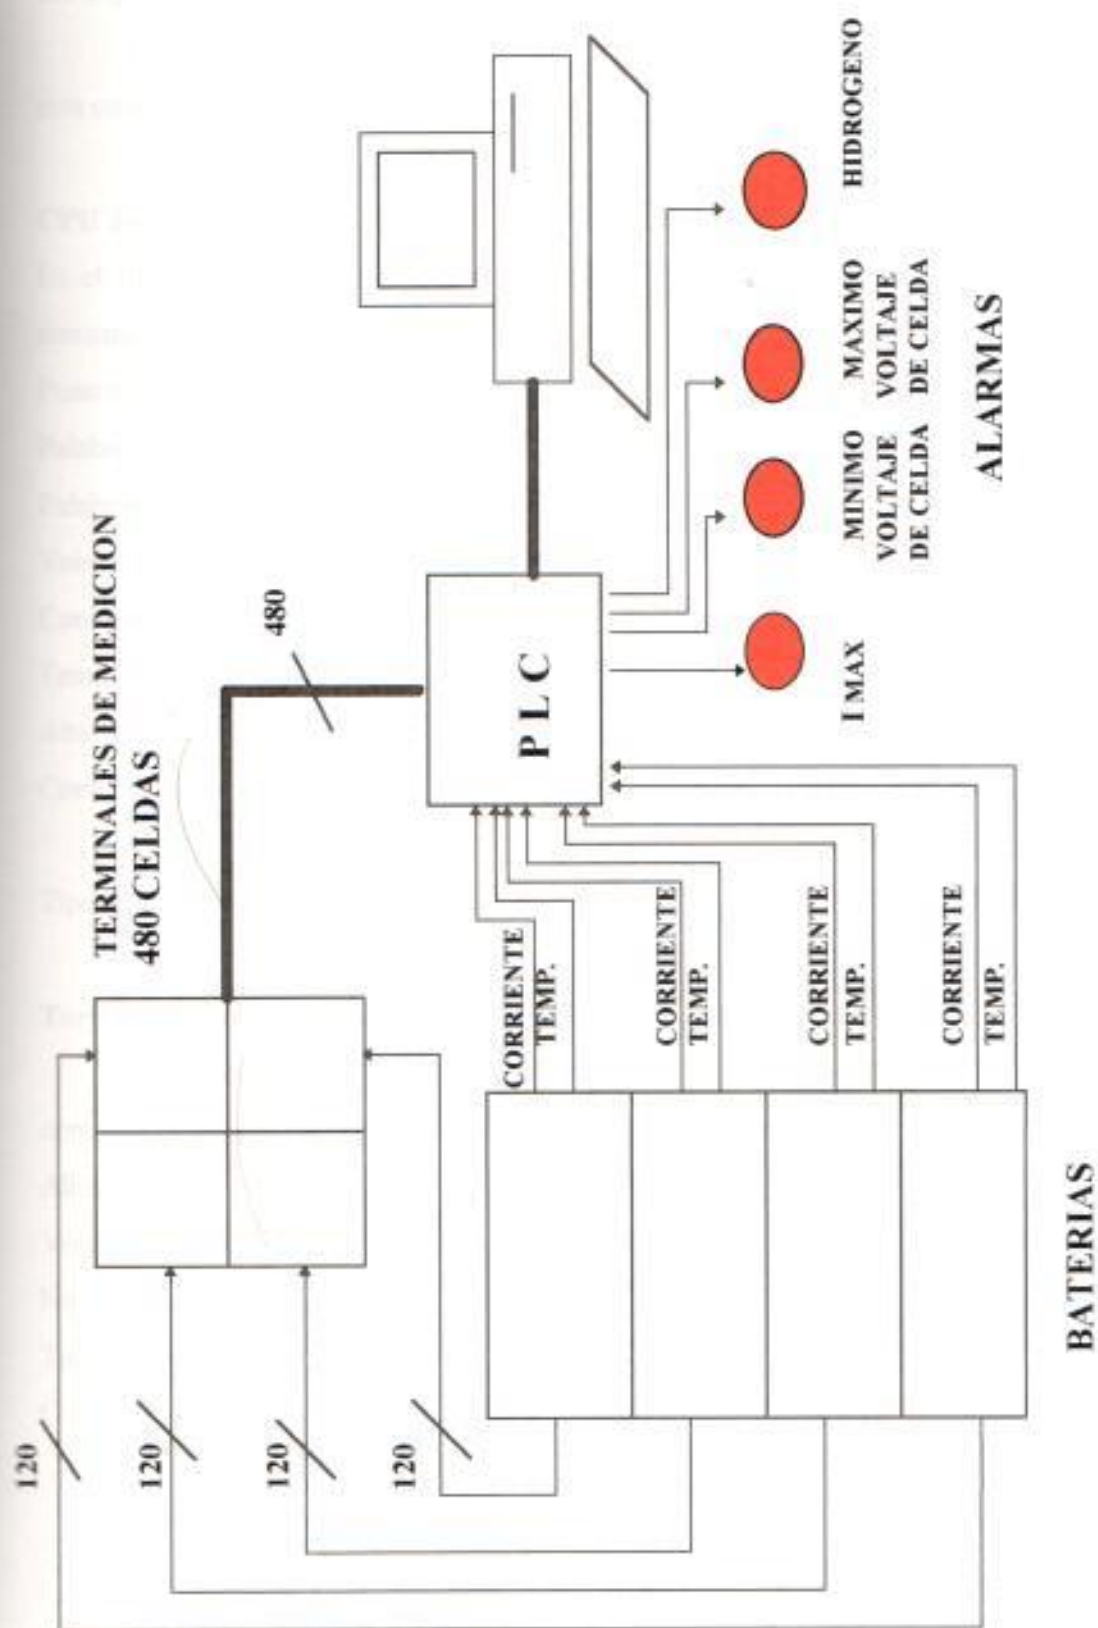 TERMINALES DE MEDICION
480 CELDAS
120
120
120
120
480
P L C
CORRIENTE
TEMP.
CORRIENTE
TEMP.
CORRIENTE
TEMP.
CORRIENTE
TEMP.
BATERIAS
I MAX
MINIMO
VOLTAJE
DE CELDA
MAXIMO
VOLTAJE
DE CELDA
HIDROGENO
ALARMAS